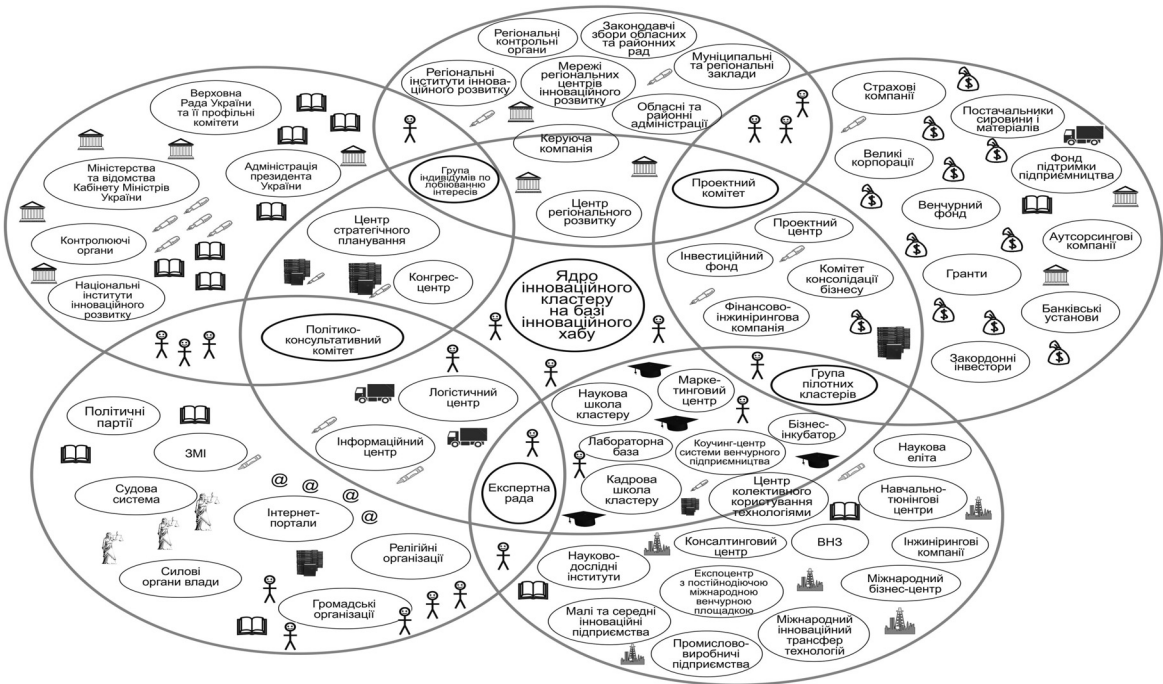 Регіональні
контрольні
органи
Законодавчі
збори обласних
та районних
рад
Муніципальні
та регіональні
заклади
Регіональні
інститути іннова-
ційного розвитку
Мережі
регіональних
центрів
інноваційного
розвитку
Обласні та
районні
адміністрації
Керуюча
компанія
Центр
регіонального
розвитку
Верховна
Рада України
та її профільні
комітети
Міністерства
та відомства
Кабінету Міністрів
України
Адміністрація
президента
України
Контролюючі
органи
Національні
інститути
інноваційного
розвитку
Група
індивідумів по
лобіюванню
інтересів
Центр
стратегічного
планування
Конгрес-
центр
Політико-
консультативний
комітет
Ядро
інноваційного
кластеру
на базі
інноваційного
хабу
Проектний
комітет
Страхові
компанії
Постачальники
сировини і
матеріалів
Великі
корпорації
Фонд
підтримки
підприємництва
Венчурний
фонд
Аутсорсингові
компанії
Гранти
Банківські
установи
Закордонні
інвестори
Проектний
центр
Інвестиційний
фонд
Комітет
консолідації
бізнесу
Фінансово-
інжинірингова
компанія
Група
пілотних
кластерів
Політичні
партії
ЗМІ
Судова
система
Інтернет-
портали
@
@
@
@
@
Силові
органи влади
Релігійні
організації
Громадські
організації
Логістичний
центр
Інформаційний
центр
Експертна
рада
Наукова
школа
кластеру
Марке-
тинговий
центр
Бізнес-
інкубатор
Лабораторна
база
Коучинг-центр
системи венчурного
підприємництва
Кадрова
школа
кластеру
Центр
колективного
користування
технологіями
Наукова
еліта
Навчально-
тюнінгові
центри
Консалтинговий
центр
ВНЗ
Інжинірингові
компанії
Науково-
дослідні
інститути
Експоцентр
з постійнодіючою
міжнародною
венчурною
площадкою
Міжнародний
бізнес-центр
Малі та середні
інноваційні
підприємства
Міжнародний
інноваційний
трансфер
технологій
Промислово-
виробничі
підприємства